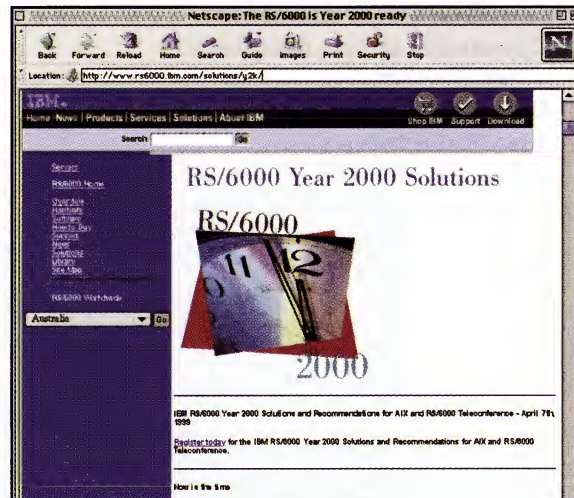 Netscape: The RS/6000 is Year 2000 ready
Back Forward Reload Home Search Guide Images Print Security Stop
N
Location: http://www.rs6000.ibm.com/solutions/y2k/
IBM
Home News Products Services Solutions About IBM
Shop IBM Support Download
Search Go
Servers
RS/6000 Home
Overview
Hardware
Software
How to Buy
Support
News
Solutions
Library
Site Map
RS/6000 Worldwide
Australia Go
RS/6000 Year 2000 Solutions
RS/6000
11 12
2000
IBM RS/6000 Year 2000 Solutions and Recommendations for AIX and RS/6000 Teleconference - April 7th,
1999
Register today for the IBM RS/6000 Year 2000 Solutions and Recommendations for AIX and RS/6000
Teleconference.
Now is the time